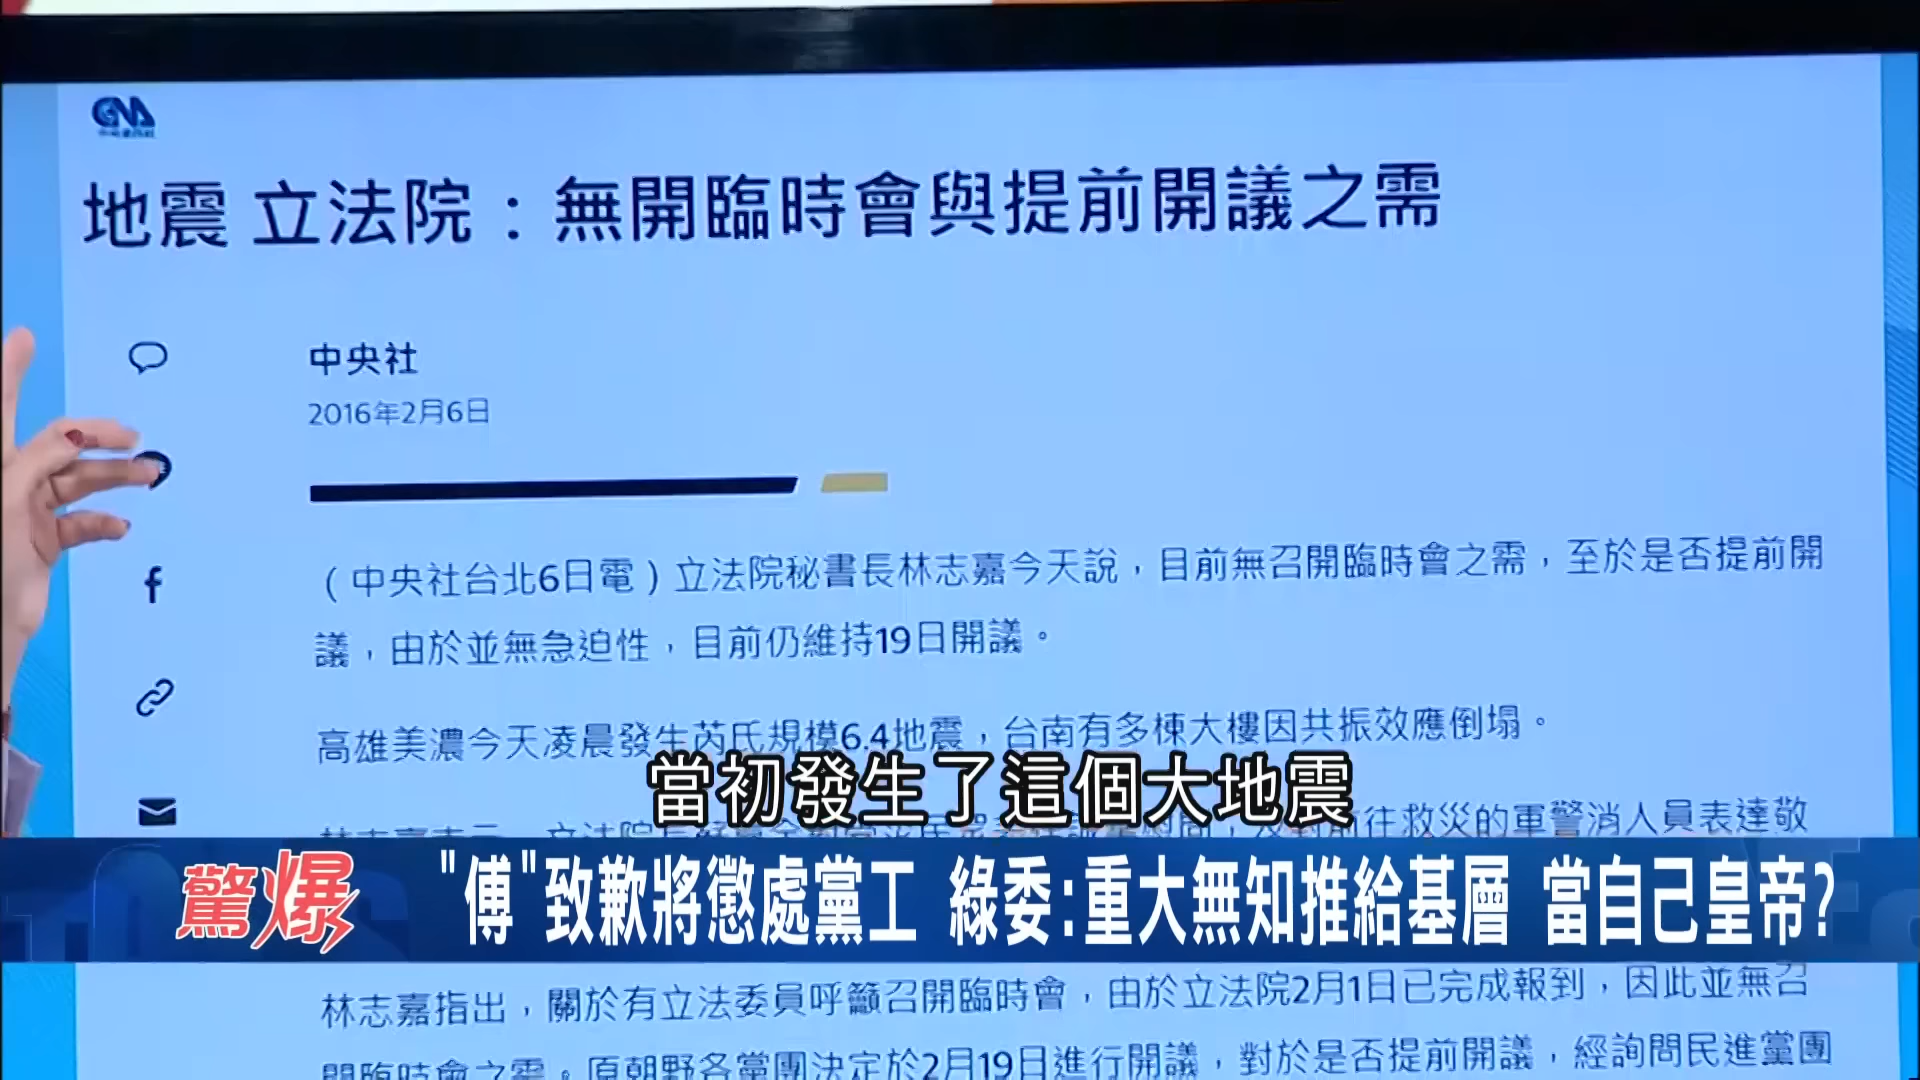 CNA
地震 立法院：無開臨時會與提前開議之需
中央社
2016年2月6日
（中央社台北6日電）立法院秘書長林志嘉今天說，目前無召開臨時會之需，至於是否提前開
議，由於並無急迫性，目前仍維持19日開議。
高雄美濃今天凌晨發生芮氏規模6.4地震，台南有多棟大樓因共振效應倒塌。
當初發生了這個大地震
往救災的軍警消人員表達敬
驚爆
"傅"致歉將懲處黨工 綠委:重大無知推給基層 當自己皇帝?
林志嘉指出，關於有立法委員呼籲召開臨時會，由於立法院2月1日已完成報到，因此並無召
開臨時會之需。原朝野各黨團決定於2月19日進行開議，對於是否提前開議，經詢問民進黨團